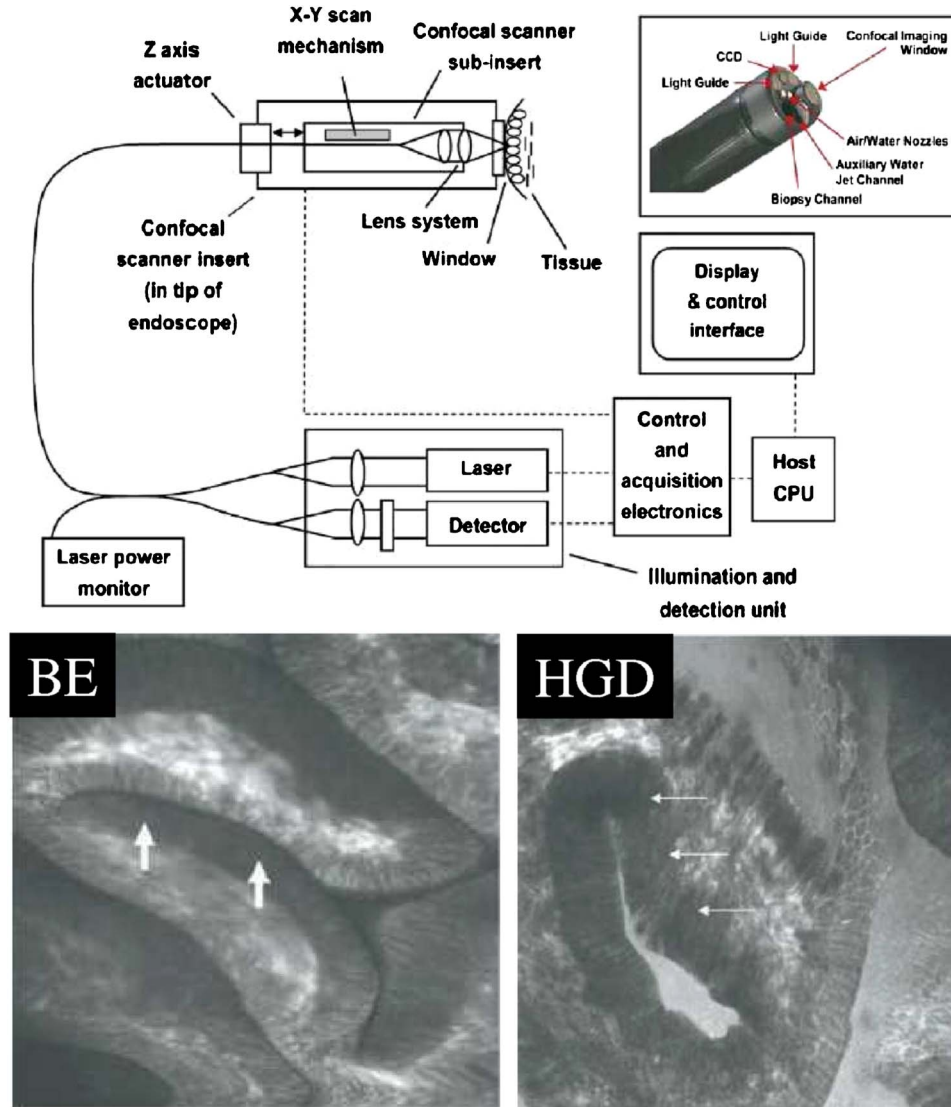 X-Y scan
mechanism
Confocal scanner
sub-insert
Z axis
actuator
Lens system
Window
Tissue
Confocal
scanner insert
(in tip of
endoscope)
Light Guide
Confocal Imaging
Window
CCD
Light Guide
Air/Water Nozzles
Auxiliary Water
Jet Channel
Biopsy Channel
Display
& control
interface
Control
and
acquisition
electronics
Host
CPU
Laser
Detector
Laser power
monitor
Illumination and
detection unit
BE
HGD